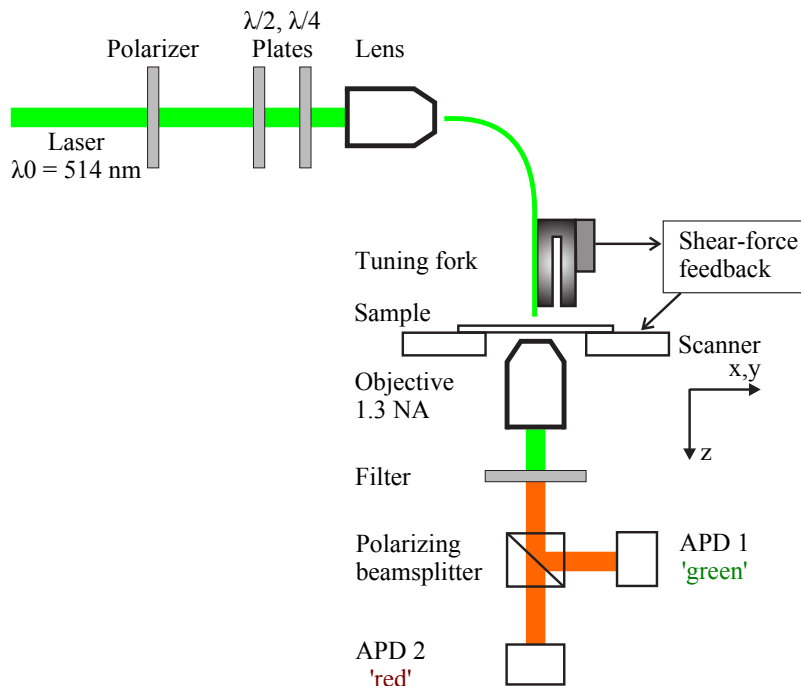 λ/2, λ/4
Polarizer
Plates
Lens
Laser
λ0 = 514 nm
Tuning fork
Shear-force
feedback
Sample
Scanner
x,y
z
Objective
1.3 NA
Filter
Polarizing
beamsplitter
APD 1
'green'
APD 2
'red'